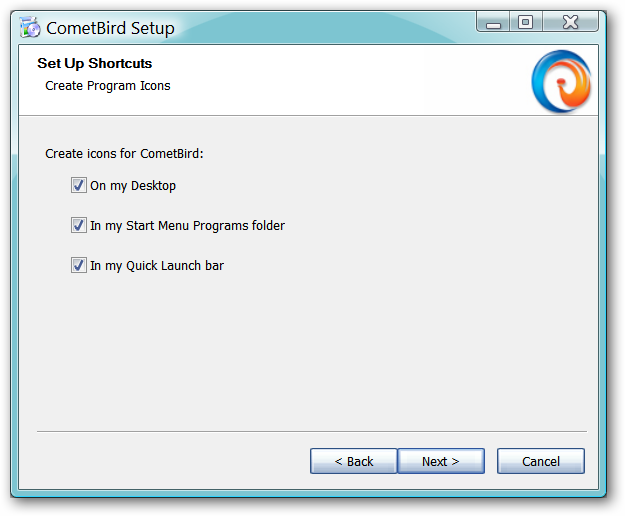 CometBird Setup
Set Up Shortcuts
Create Program Icons
Create icons for CometBird:
On my Desktop
In my Start Menu Programs folder
In my Quick Launch bar
< Back Next > Cancel